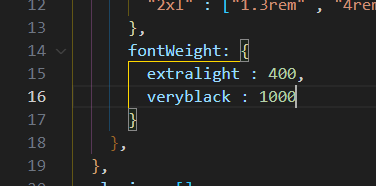 12 "2xl" : ["1.3rem" , "4rem
13 },
14 fontWeight: {
15 extralight : 400,
16 veryblack : 1000
17 }
18 },
19 },